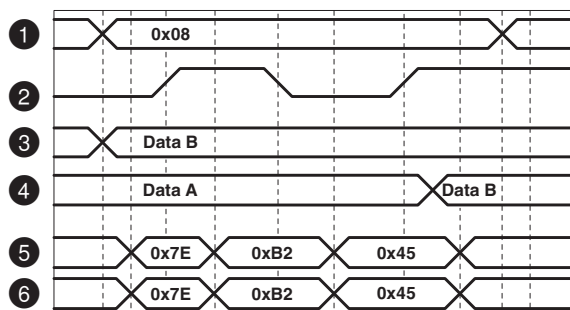 1 0x08
2
3 Data B
4 Data A Data B
5 0x7E 0xB2 0x45
6 0x7E 0xB2 0x45